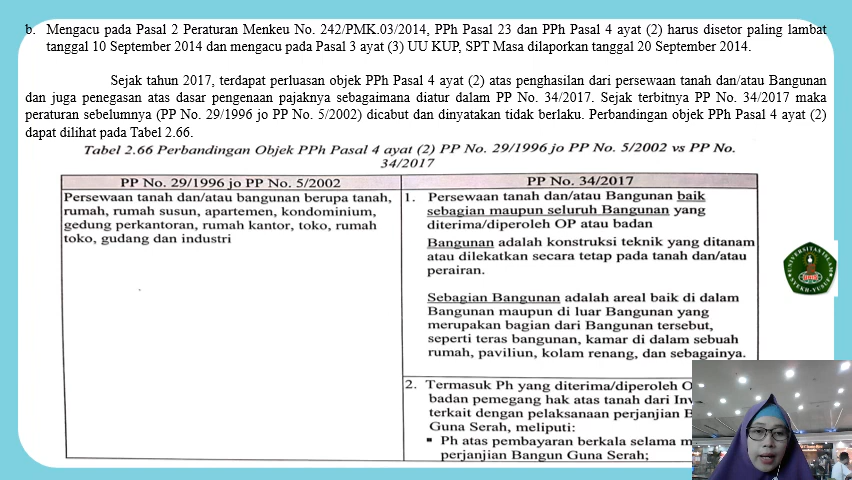 b. Mengacu pada Pasal 2 Peraturan Menkeu No. 242/PMK.03/2014, PPh Pasal 23 dan PPh Pasal 4 ayat (2) harus disetor paling lambat
tanggal 10 September 2014 dan mengacu pada Pasal 3 ayat (3) UU KUP, SPT Masa dilaporkan tanggal 20 September 2014.
Sejak tahun 2017, terdapat perluasan objek PPh Pasal 4 ayat (2) atas penghasilan dari persewaan tanah dan/atau Bangunan
dan juga penegasan atas dasar pengenaan pajaknya sebagaimana diatur dalam PP No. 34/2017. Sejak terbitnya PP No. 34/2017 maka
peraturan sebelumnya (PP No. 29/1996 jo PP No. 5/2002) dicabut dan dinyatakan tidak berlaku. Perbandingan objek PPh Pasal 4 ayat (2)
dapat dilihat pada Tabel 2.66.
Tabel 2.66 Perbandingan Objek PPh Pasal 4 ayat (2) PP No. 29/1996 jo PP No. 5/2002 vs PP No.
34/2017
PP No. 29/1996 jo PP No. 5/2002
Persewaan tanah dan/atau bangunan berupa tanah,
rumah, rumah susun, apartemen, kondominium,
gedung perkantoran, rumah kantor, toko, rumah
toko, gudang dan industri
PP No. 34/2017
1. Persewaan tanah dan/atau Bangunan baik
sebagian maupun seluruh Bangunan yang
diterima/diperoleh OP atau badan
Bangunan adalah konstruksi teknik yang ditanam
atau dilekatkan secara tetap pada tanah dan/atau
perairan.
Sebagian Bangunan adalah areal baik di dalam
Bangunan maupun di luar Bangunan yang
merupakan bagian dari Bangunan tersebut,
seperti teras bangunan, kamar di dalam sebuah
rumah, paviliun, kolam renang, dan sebagainya.
2. Termasuk Ph yang diterima/diperoleh
badan pemegang hak atas tanah dari
terkait dengan pelaksanaan perjanjian
Guna Serah, meliputi:
▪ Ph atas pembayaran berkala selama
perjanjian Bangun Guna Serah;
UNIVERSITAS ISLAM
SYEKH-YUSUF